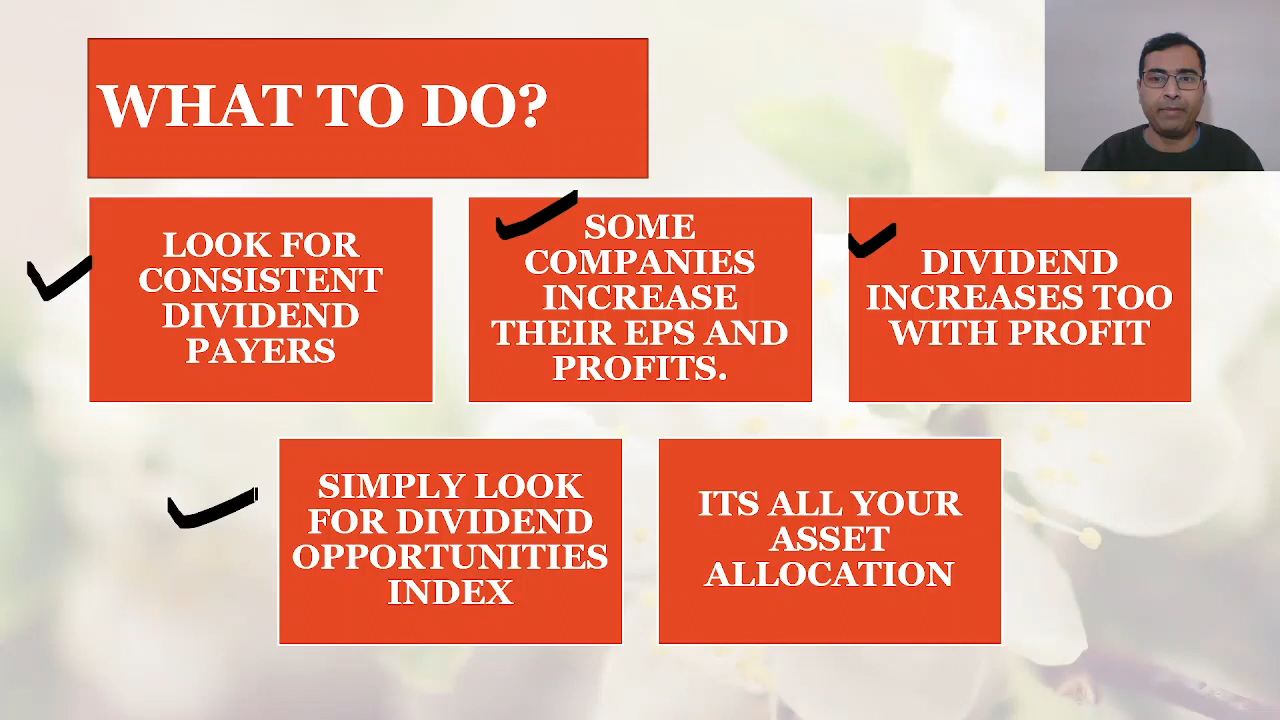 WHAT TO DO?
LOOK FOR
CONSISTENT
DIVIDEND
PAYERS
SOME
COMPANIES
INCREASE
THEIR EPS AND
PROFITS.
DIVIDEND
INCREASES TOO
WITH PROFIT
SIMPLY LOOK
FOR DIVIDEND
OPPORTUNITIES
INDEX
ITS ALL YOUR
ASSET
ALLOCATION